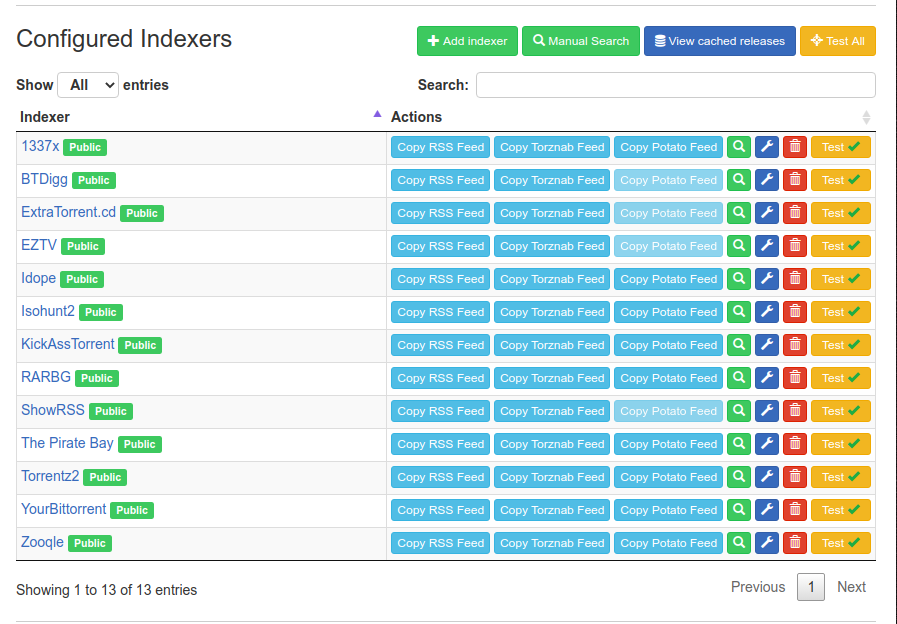 Configured Indexers Add indexer Manual Search View cached releases Test All
Show All entries Search:
Indexer Actions
1337x Public Copy RSS Feed Copy Torznab Feed Copy Potato Feed Test
BTDigg Public Copy RSS Feed Copy Torznab Feed Copy Potato Feed Test
ExtraTorrent.cd Public Copy RSS Feed Copy Torznab Feed Copy Potato Feed Test
EZTV Public Copy RSS Feed Copy Torznab Feed Copy Potato Feed Test
Idope Public Copy RSS Feed Copy Torznab Feed Copy Potato Feed Test
Isohunt2 Public Copy RSS Feed Copy Torznab Feed Copy Potato Feed Test
KickAssTorrent Public Copy RSS Feed Copy Torznab Feed Copy Potato Feed Test
RARBG Public Copy RSS Feed Copy Torznab Feed Copy Potato Feed Test
ShowRSS Public Copy RSS Feed Copy Torznab Feed Copy Potato Feed Test
The Pirate Bay Public Copy RSS Feed Copy Torznab Feed Copy Potato Feed Test
Torrentz2 Public Copy RSS Feed Copy Torznab Feed Copy Potato Feed Test
YourBittorrent Public Copy RSS Feed Copy Torznab Feed Copy Potato Feed Test
Zooqle Public Copy RSS Feed Copy Torznab Feed Copy Potato Feed Test
Showing 1 to 13 of 13 entries Previous 1 Next